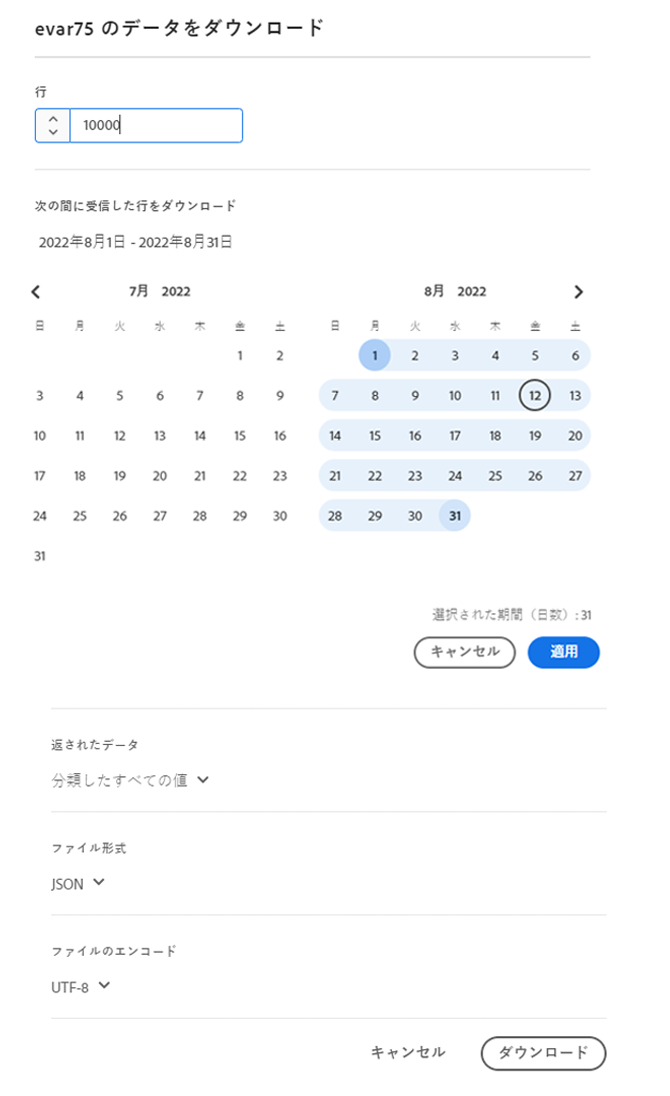 evar75 のデータをダウンロード
行
10000
次の間に受信した行をダウンロード
2022年8月1日 - 2022年8月31日
7月 2022
日 月 火 水 木 金 土
1 2
3 4 5 6 7 8 9
10 11 12 13 14 15 16
17 18 19 20 21 22 23
24 25 26 27 28 29 30
31
8月 2022
日 月 火 水 木 金 土
1 2 3 4 5 6
7 8 9 10 11 12 13
14 15 16 17 18 19 20
21 22 23 24 25 26 27
28 29 30 31
選択された期間（日数）: 31
キャンセル 適用
返されたデータ
分類したすべての値
ファイル形式
JSON
ファイルのエンコード
UTF-8
キャンセル ダウンロード